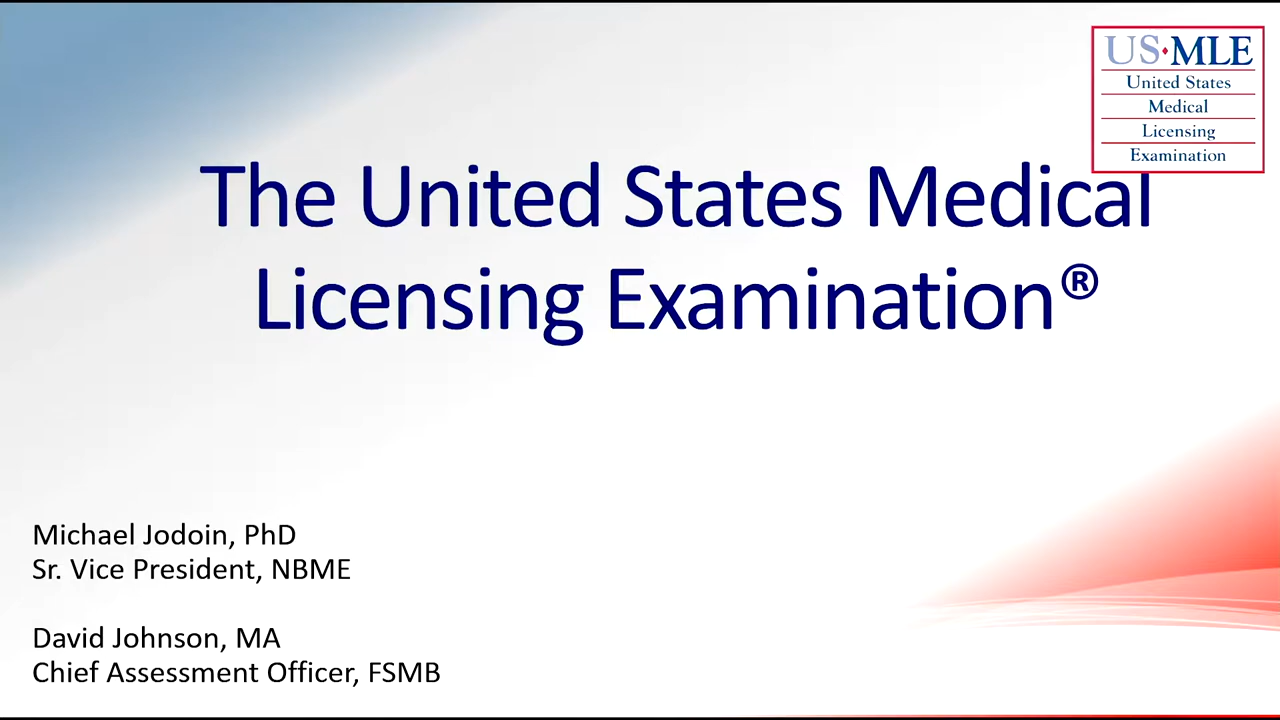 US·MLE
United States
Medical
Licensing
Examination
The United States Medical
Licensing Examination®
Michael Jodoin, PhD
Sr. Vice President, NBME
David Johnson, MA
Chief Assessment Officer, FSMB